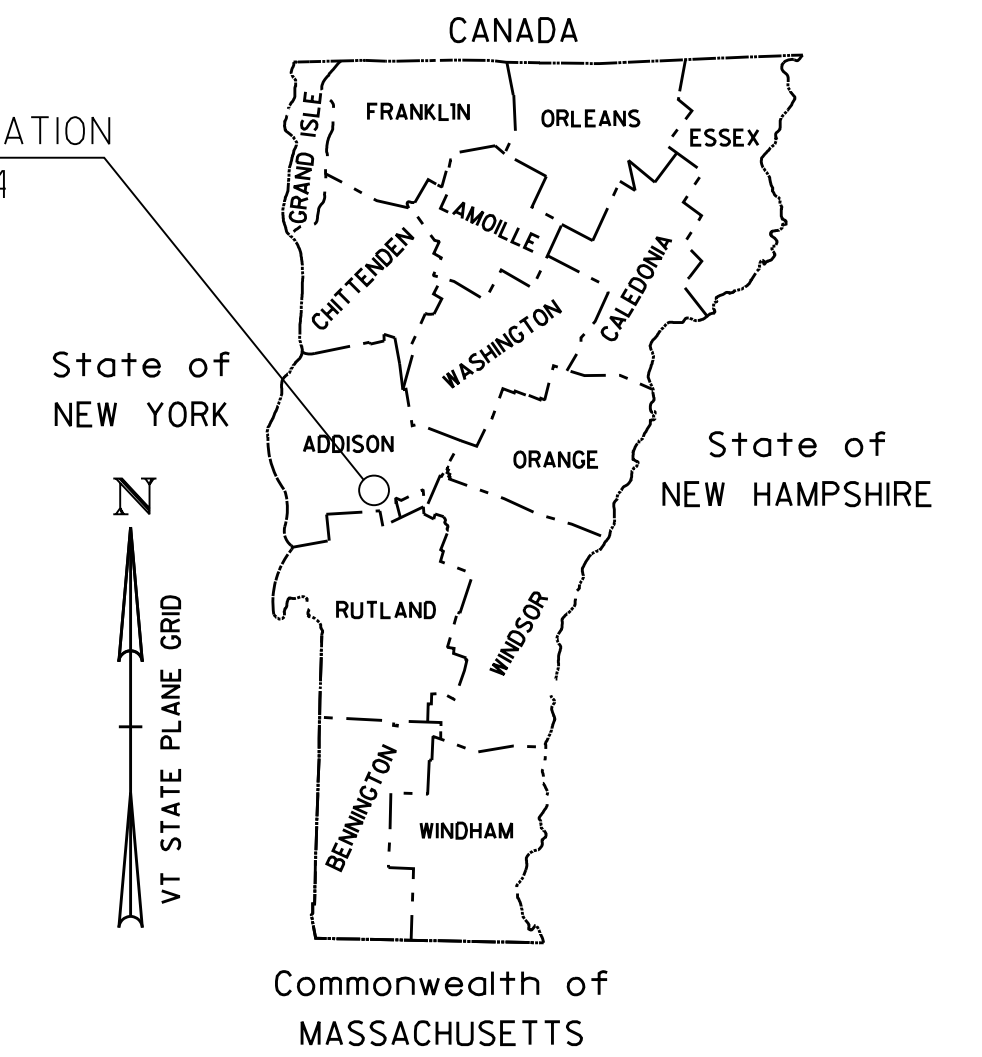 CANADA
FRANKLIN
ORLEANS
ESSEX
GRAND ISLE
ATION
4
LAMOILLE
CHITTENDEN
CALEDONIA
WASHINGTON
State of
NEW YORK
ADDISON
ORANGE
State of
NEW HAMPSHIRE
N
VT STATE PLANE GRID
RUTLAND
WINDSOR
BENNINGTON
WINDHAM
Commonwealth of
MASSACHUSETTS